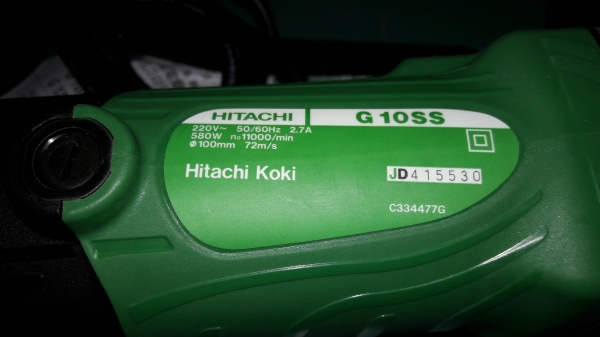 HITACHI G 10SS
220V~ 50/60Hz 2.7A
580W n₀11000/min
Ø100mm 72m/s
Hitachi Koki
JD415530
C334477G